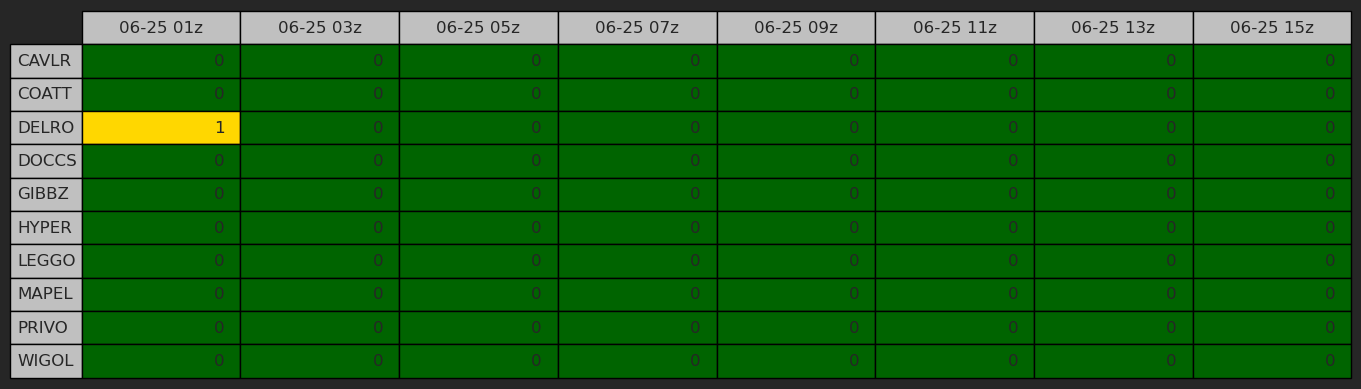 06-25 01z 06-25 03z 06-25 05z 06-25 07z 06-25 09z 06-25 11z 06-25 13z 06-25 15z
CAVLR 0 0 0 0 0 0 0 0
COATT 0 0 0 0 0 0 0 0
DELRO 1 0 0 0 0 0 0 0
DOCCS 0 0 0 0 0 0 0 0
GIBBZ 0 0 0 0 0 0 0 0
HYPER 0 0 0 0 0 0 0 0
LEGGO 0 0 0 0 0 0 0 0
MAPEL 0 0 0 0 0 0 0 0
PRIVO 0 0 0 0 0 0 0 0
WIGOL 0 0 0 0 0 0 0 0